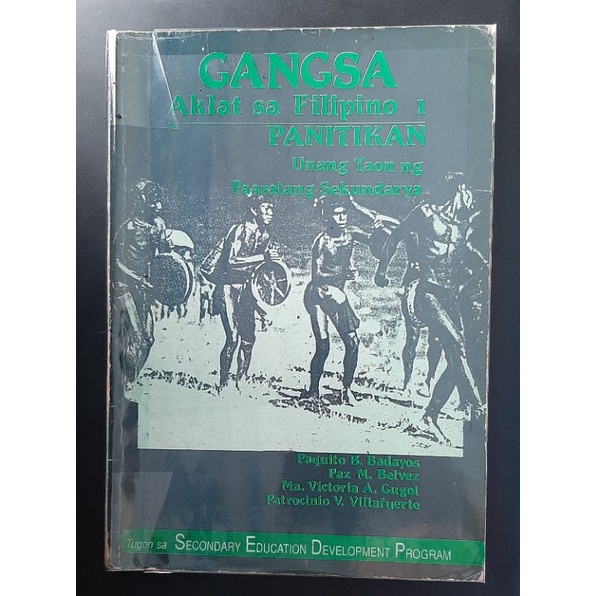 GANGSA
Aklat sa Filipino 1
PANITIKAN
Unang Taon ng
Paaralang Sekundarya
Paquito B. Badayos
Paz M. Belvez
Ma. Victoria A. Gugol
Patrocinio V. Villafuerte
Tugon sa SECONDARY EDUCATION DEVELOPMENT PROGRAM